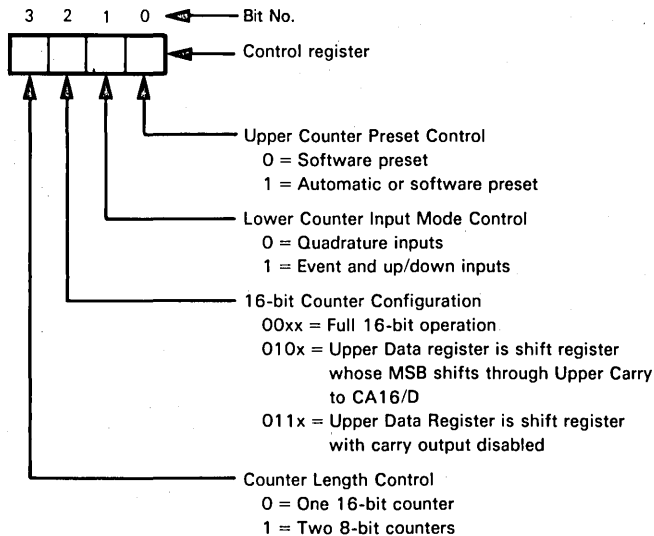 3 2 1 0 Bit No.
Control register
Upper Counter Preset Control
0 = Software preset
1 = Automatic or software preset
Lower Counter Input Mode Control
0 = Quadrature inputs
1 = Event and up/down inputs
16-bit Counter Configuration
00xx = Full 16-bit operation
010x = Upper Data register is shift register
whose MSB shifts through Upper Carry
to CA16/D
011x = Upper Data Register is shift register
with carry output disabled
Counter Length Control
0 = One 16-bit counter
1 = Two 8-bit counters